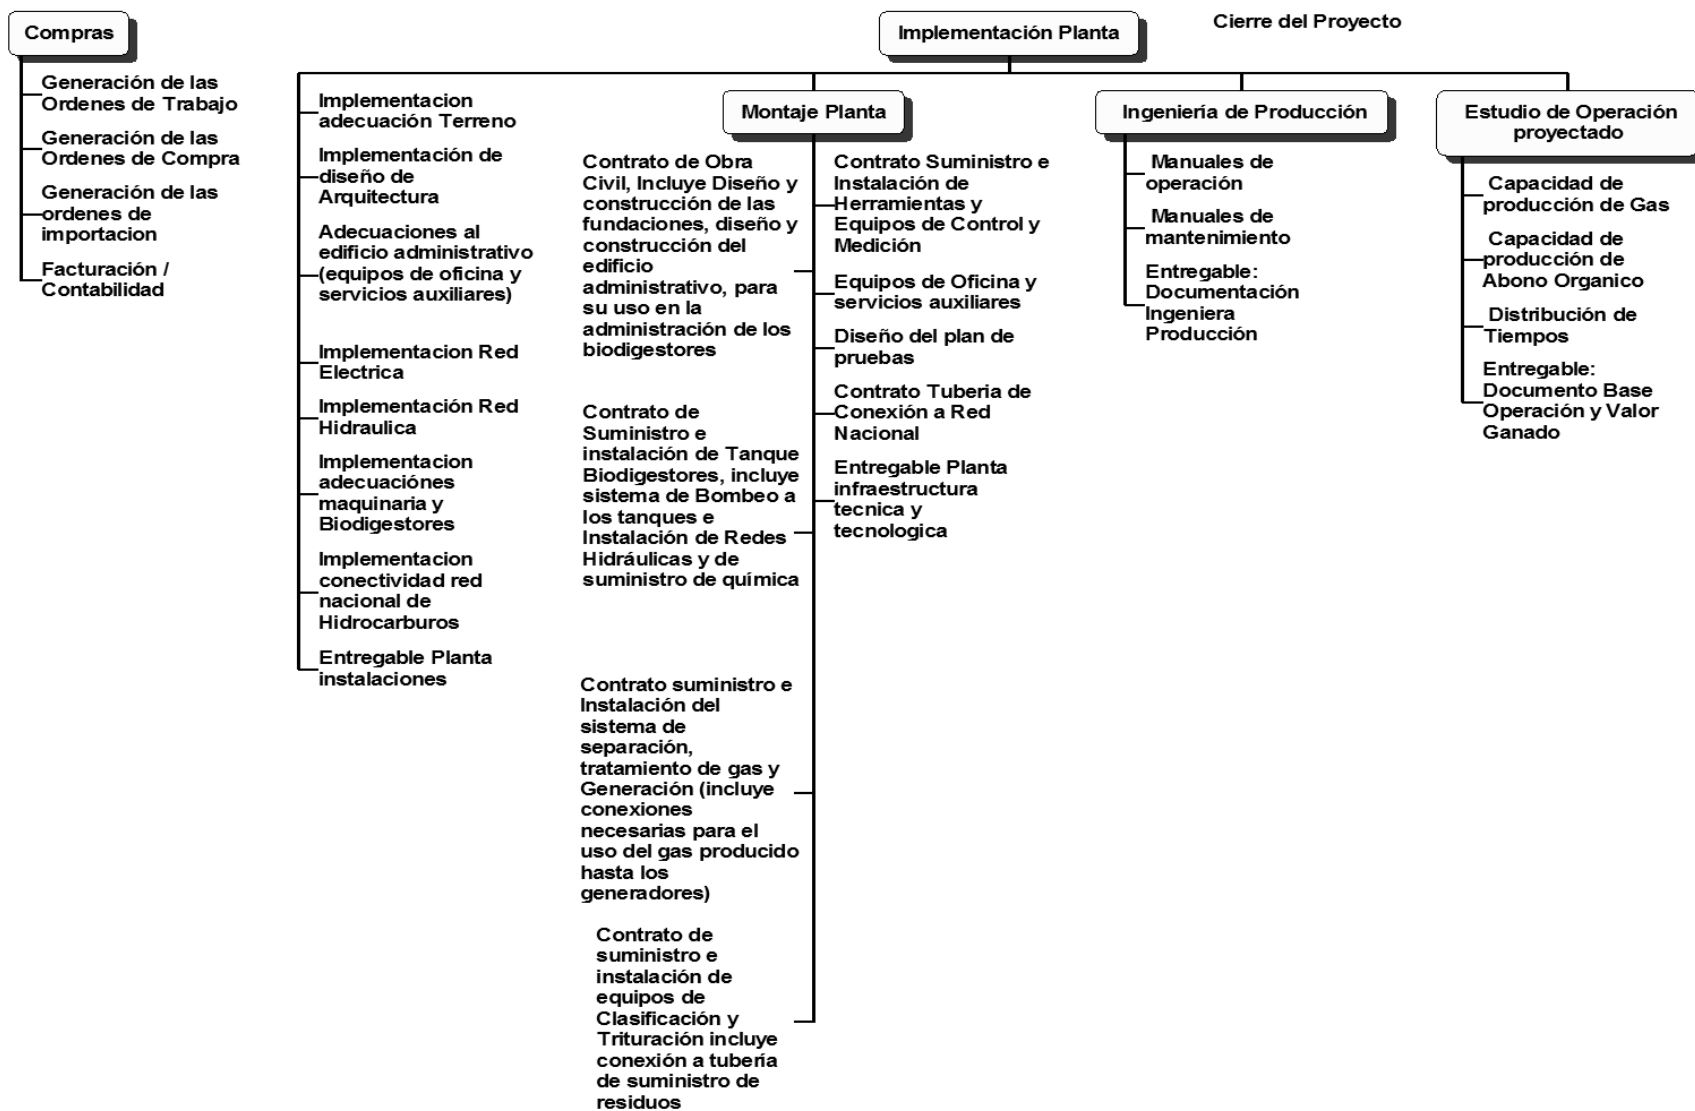 Compras
Generación de las
Ordenes de Trabajo
Generación de las
Ordenes de Compra
Generación de las
ordenes de
importacion
Facturación /
Contabilidad
Implementación Planta
Cierre del Proyecto
Implementacion
adecuación Terreno
Implementación de
diseño de
Arquitectura
Adecuaciones al
edificio administrativo
(equipos de oficina y
servicios auxiliares)
Implementacion Red
Electrica
Implementación Red
Hidraulica
Implementacion
adecuaciónes
maquinaria y
Biodigestores
Implementacion
conectividad red
nacional de
Hidrocarburos
Entregable Planta
instalaciones
Montaje Planta
Contrato de Obra
Civil, Incluye Diseño y
construcción de las
fundaciones, diseño y
construcción del
edificio
administrativo, para
su uso en la
administración de los
biodigestores
Contrato de
Suministro e
instalación de Tanque
Biodigestores, incluye
sistema de Bombeo a
los tanques e
Instalación de Redes
Hidráulicas y de
suministro de química
Contrato suministro e
Instalación del
sistema de
separación,
tratamiento de gas y
Generación (incluye
conexiones
necesarias para el
uso del gas producido
hasta los
generadores)
Contrato de
suministro e
instalación de
equipos de
Clasificación y
Trituración incluye
conexión a tubería
de suministro de
residuos
Contrato Suministro e
Instalación de
Herramientas y
Equipos de Control y
Medición
Equipos de Oficina y
servicios auxiliares
Diseño del plan de
pruebas
Contrato Tuberia de
Conexión a Red
Nacional
Entregable Planta
infraestructura
tecnica y
tecnologica
Ingeniería de Producción
Manuales de
operación
Manuales de
mantenimiento
Entregable:
Documentación
Ingeniera
Producción
Estudio de Operación
proyectado
Capacidad de
producción de Gas
Capacidad de
producción de
Abono Organico
Distribución de
Tiempos
Entregable:
Documento Base
Operación y Valor
Ganado